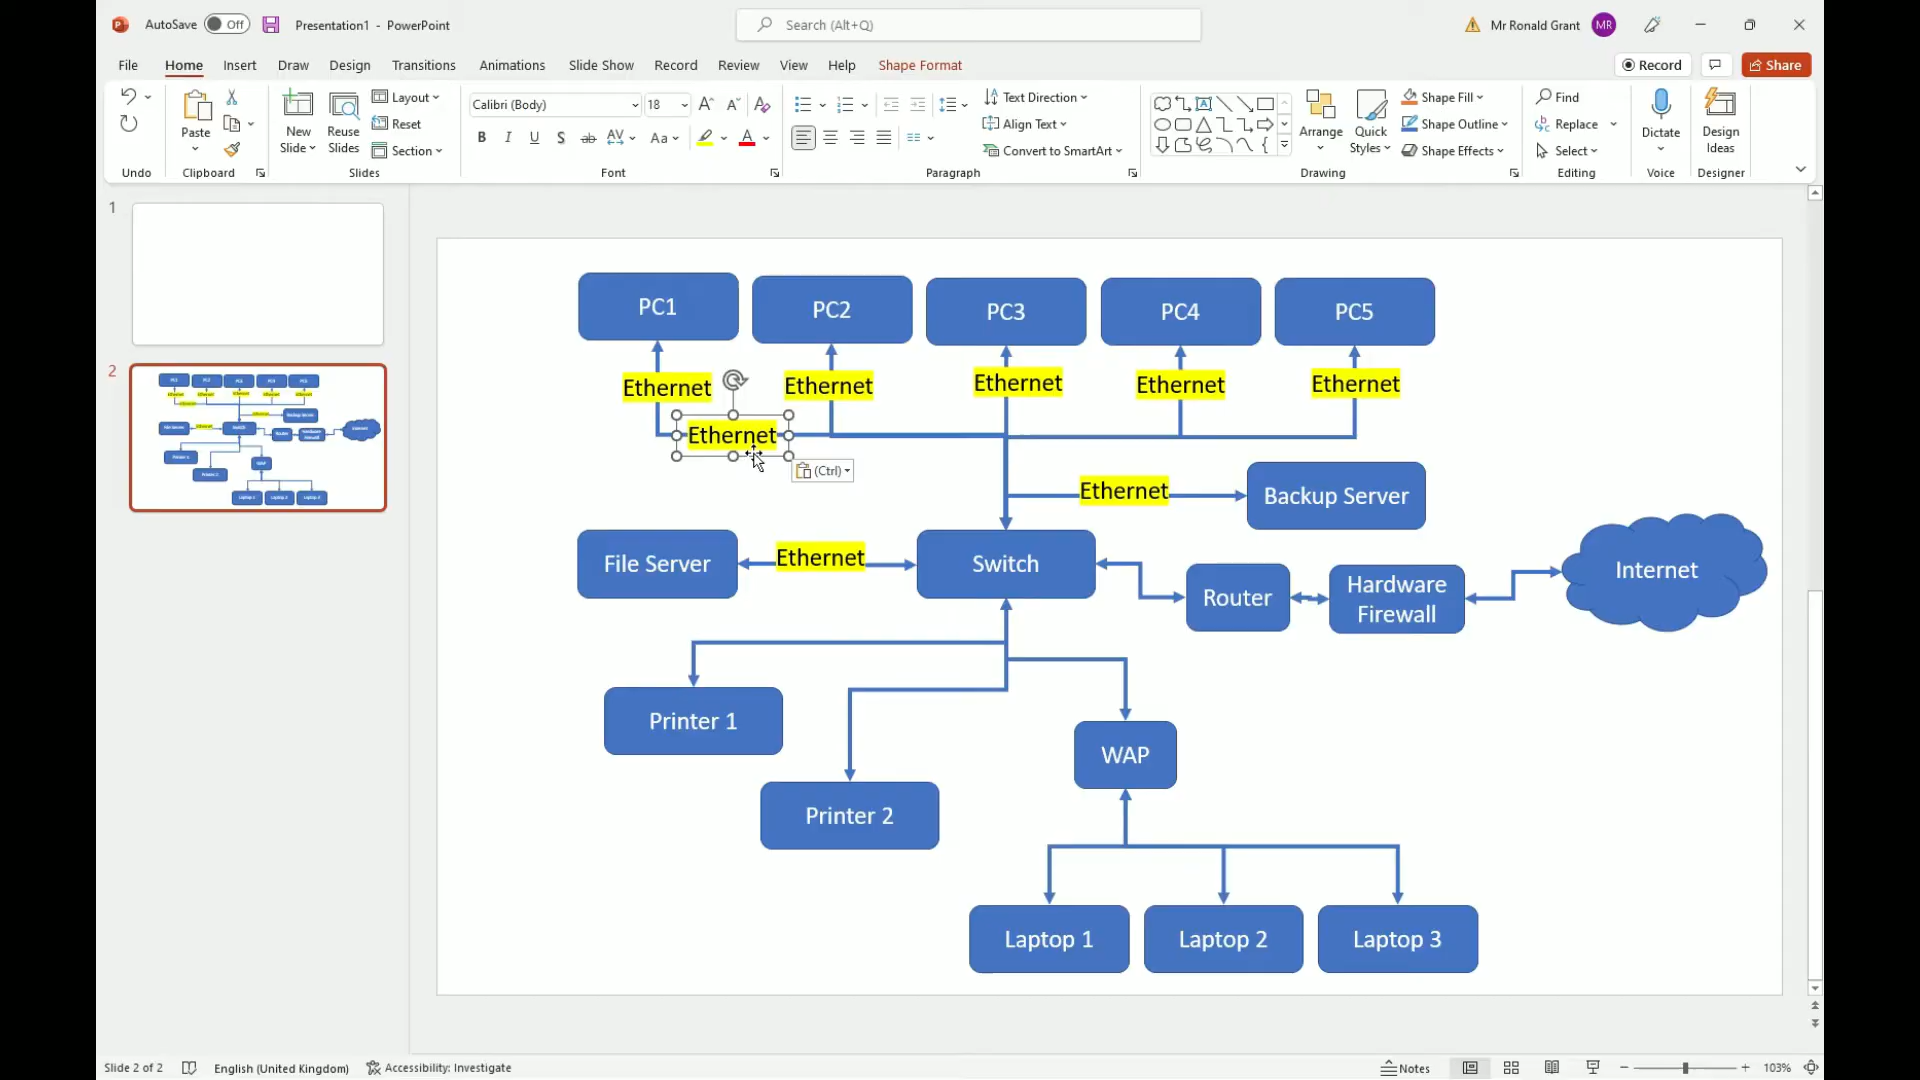 AutoSave Off Presentation1 - PowerPoint Search (Alt+Q) Mr Ronald Grant MR
File Home Insert Draw Design Transitions Animations Slide Show Record Review View Help Shape Format Record Share
Paste New Slide Reuse Slides Layout Reset Section
Calibri (Body) 18
Text Direction Align Text Convert to SmartArt
Arrange Quick Styles Shape Fill Shape Outline Shape Effects
Find Replace Select Dictate Design Ideas
Undo Clipboard Slides Font Paragraph Drawing Editing Voice Designer
1
2
PC1 PC2 PC3 PC4 PC5
Ethernet Ethernet Ethernet Ethernet Ethernet
Ethernet
(Ctrl)
Ethernet Backup Server
File Server Ethernet Switch
Router
Hardware
Firewall
Internet
Printer 1
WAP
Printer 2
Laptop 1 Laptop 2 Laptop 3
Slide 2 of 2 English (United Kingdom) Accessibility: Investigate Notes 103%